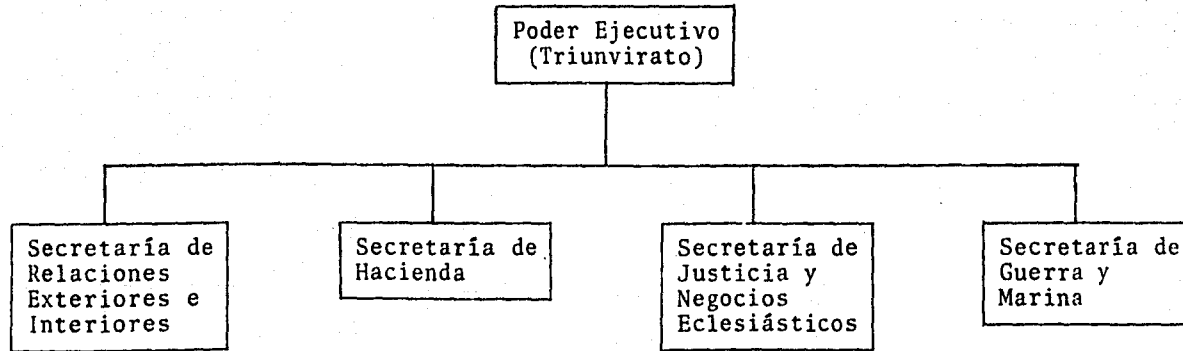 Poder Ejecutivo
(Triunvirato)
Secretaría de
Relaciones
Exteriores e
Interiores
Secretaría de
Hacienda
Secretaría de
Justicia y
Negocios
Eclesiásticos
Secretaría de
Guerra y
Marina